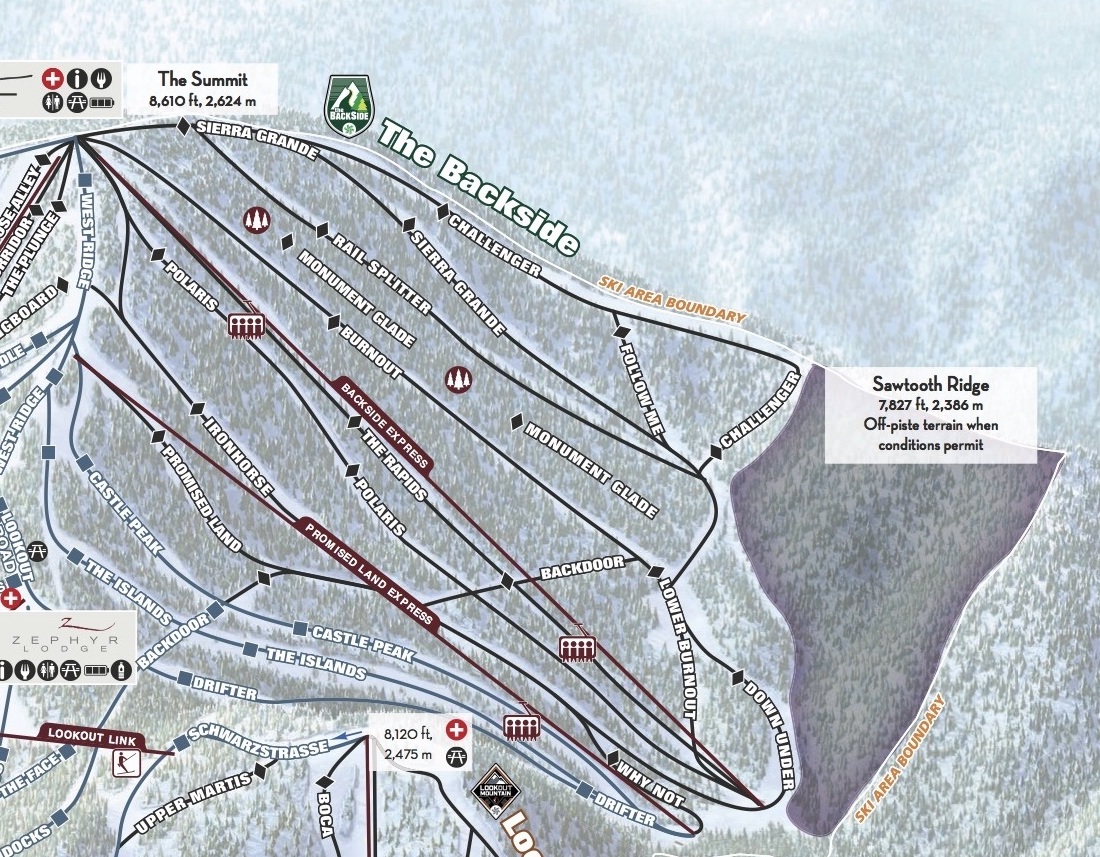 The Summit
8,610 ft, 2,624 m
THE BACKSIDE
The Backside
SIERRA GRANDE
CHALLENGER
SKI AREA BOUNDARY
WEST-RIDGE
THE-PLUNGE
POLARIS
RAIL-SPLITTER
SIERRA-GRANDE
MONUMENT GLADE
BURNOUT
FOLLOW-ME
CHALLENGER
Sawtooth Ridge
7,827 ft, 2,386 m
Off-piste terrain when
conditions permit
BACKSIDE EXPRESS
WEST-RIDGE
IRONHORSE
THE RAPIDS
MONUMENT GLADE
PROMISED-LAND
POLARIS
CASTLE-PEAK
PROMISED LAND EXPRESS
LOOKOUT
ROAD
THE-ISLANDS
BACKDOOR
BACKDOOR
LOWER-BURNOUT
ZEPHYR
LODGE
CASTLE-PEAK
THE-ISLANDS
DRIFTER
DOWN-UNDER
SKI AREA BOUNDARY
LOOKOUT LINK
SCHWARZSTRASSE
8,120 ft,
2,475 m
THE-FACE
UPPER-MARTIS
BOCA
LOOKOUT
MOUNTAIN
WHY-NOT
DRIFTER